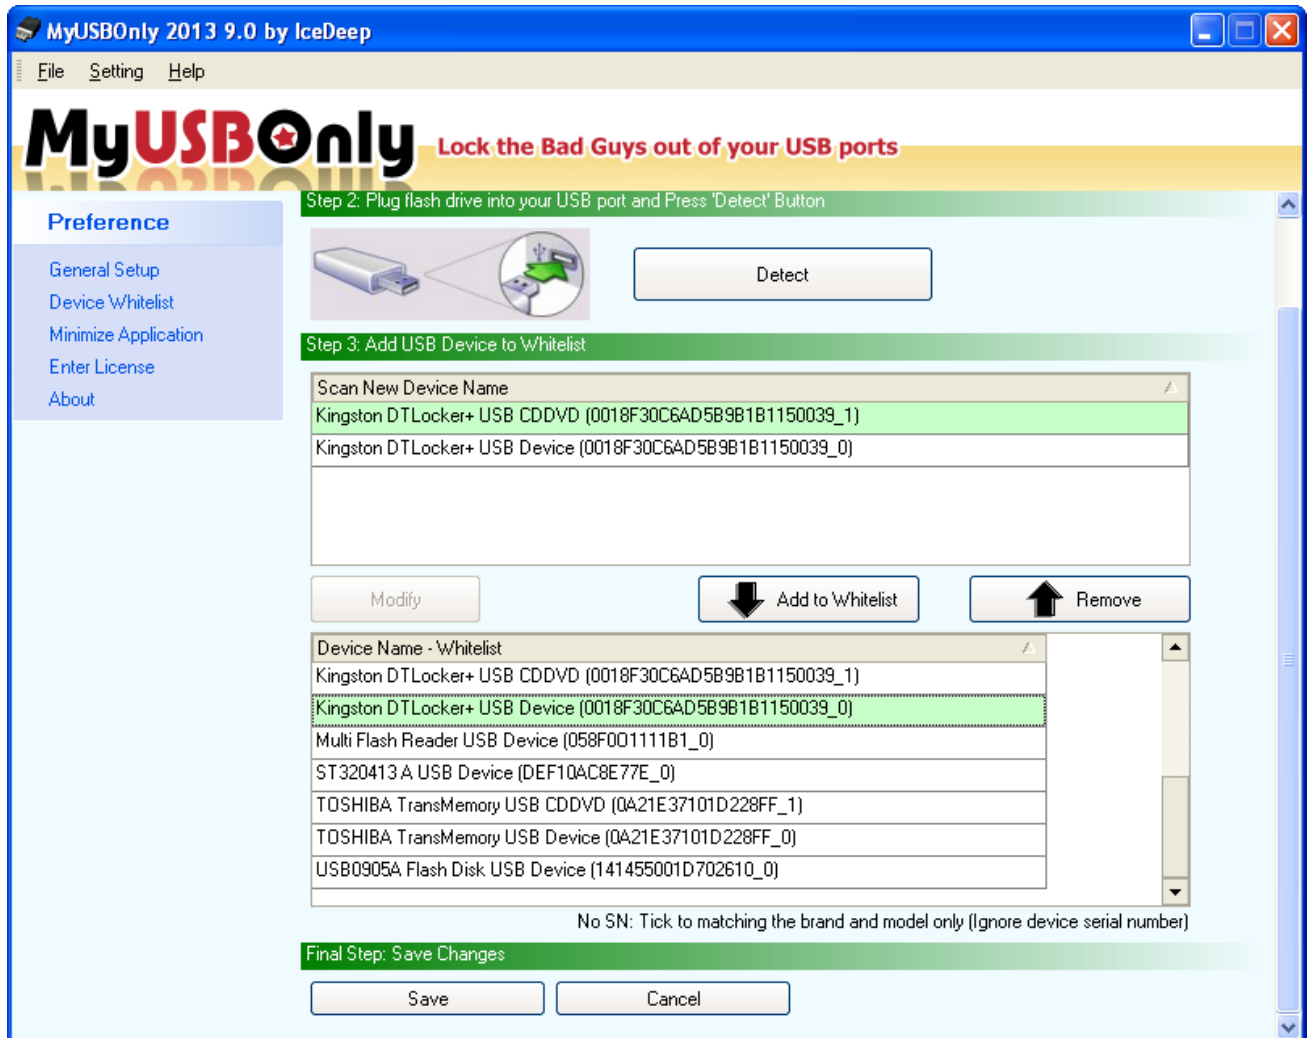 MyUSBOnly 2013 9.0 by IceDeep
File Setting Help
MyUSBOnly Lock the Bad Guys out of your USB ports
Preference
General Setup
Device Whitelist
Minimize Application
Enter License
About
Step 2: Plug flash drive into your USB port and Press 'Detect' Button
Detect
Step 3: Add USB Device to Whitelist
Scan New Device Name
Kingston DTLocker+ USB CDDVD (0018F30C6AD5B9B1B1150039_1)
Kingston DTLocker+ USB Device (0018F30C6AD5B9B1B1150039_0)
Modify Add to Whitelist Remove
Device Name - Whitelist
Kingston DTLocker+ USB CDDVD (0018F30C6AD5B9B1B1150039_1)
Kingston DTLocker+ USB Device (0018F30C6AD5B9B1B1150039_0)
Multi Flash Reader USB Device (058F0O1111B1_0)
ST320413 A USB Device (DEF10AC8E77E_0)
TOSHIBA TransMemory USB CDDVD (0A21E37101D228FF_1)
TOSHIBA TransMemory USB Device (0A21E37101D228FF_0)
USB0905A Flash Disk USB Device (141455001D702610_0)
No SN: Tick to matching the brand and model only (Ignore device serial number)
Final Step: Save Changes
Save Cancel